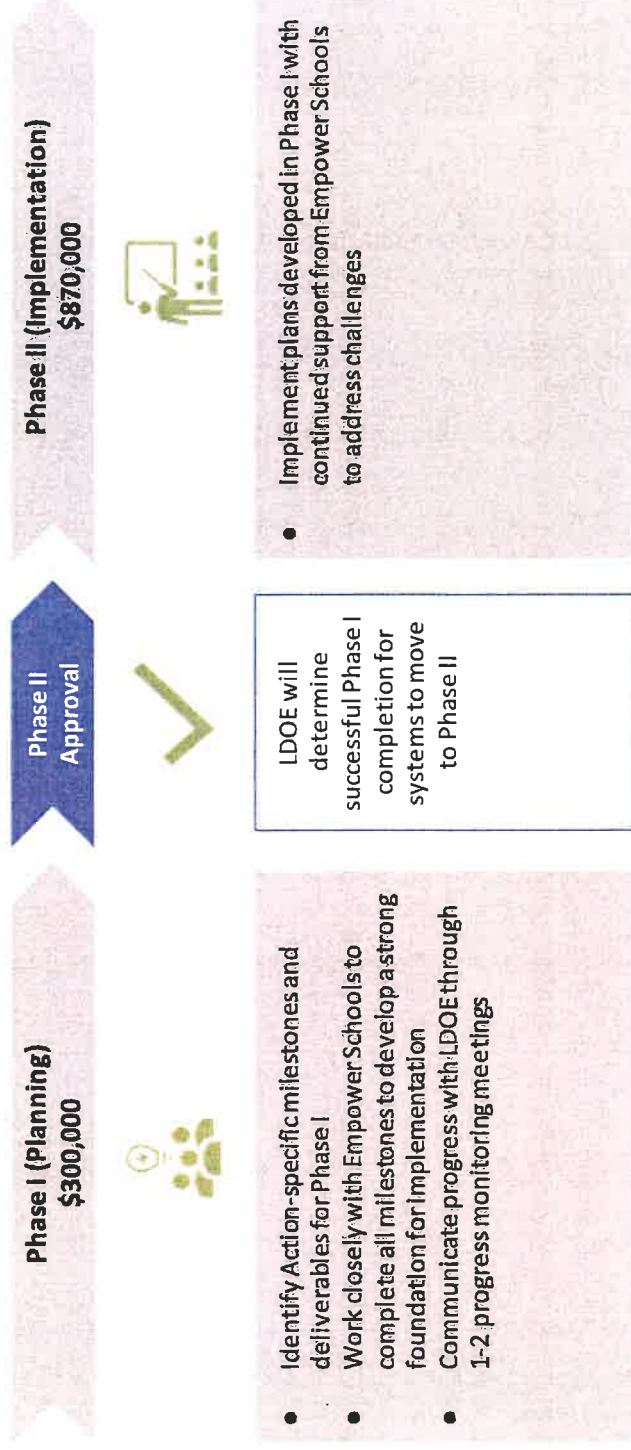 Phase I (Planning)
$300,000
• Identify Action-specific milestones and
deliverables for Phase I
• Work closely with Empower Schools to
complete all milestones to develop a strong
foundation for implementation
• Communicate progress with LDOE through
1-2 progress monitoring meetings
Phase II
Approval
LDOE will
determine
successful Phase I
completion for
systems to move
to Phase II
Phase II (Implementation)
$870,000
• Implement plans developed in Phase I with
continued support from Empower Schools
to address challenges